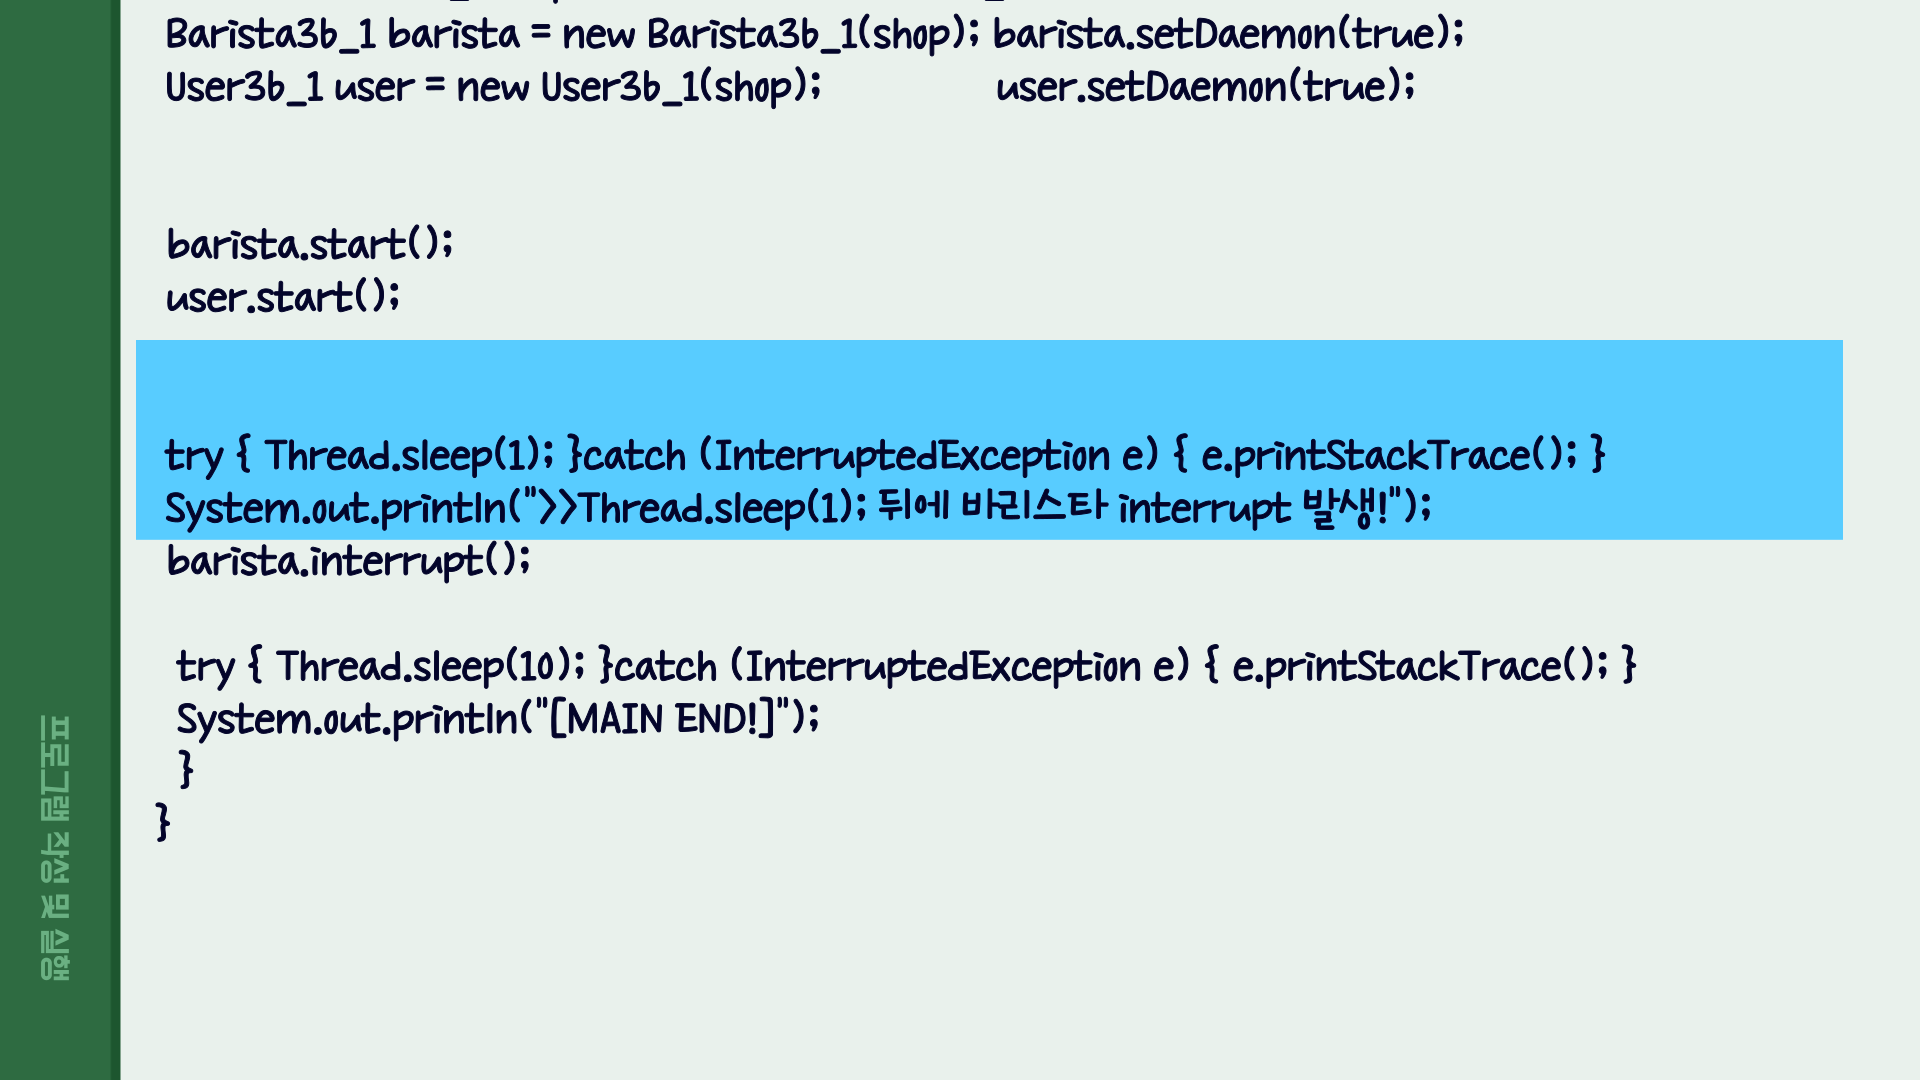 Barista3b_1 barista = new Barista3b_1(shop); barista.setDaemon(true);
User3b_1 user = new User3b_1(shop); user.setDaemon(true);
barista.start();
user.start();
try { Thread.sleep(1); }catch (InterruptedException e) { e.printStackTrace(); }
System.out.println(">>Thread.sleep(1); 뒤에 바리스타 interrupt 발생!");
barista.interrupt();
try { Thread.sleep(10); }catch (InterruptedException e) { e.printStackTrace(); }
System.out.println("[MAIN END!]");
}
}
프로그램 작성 및 실행